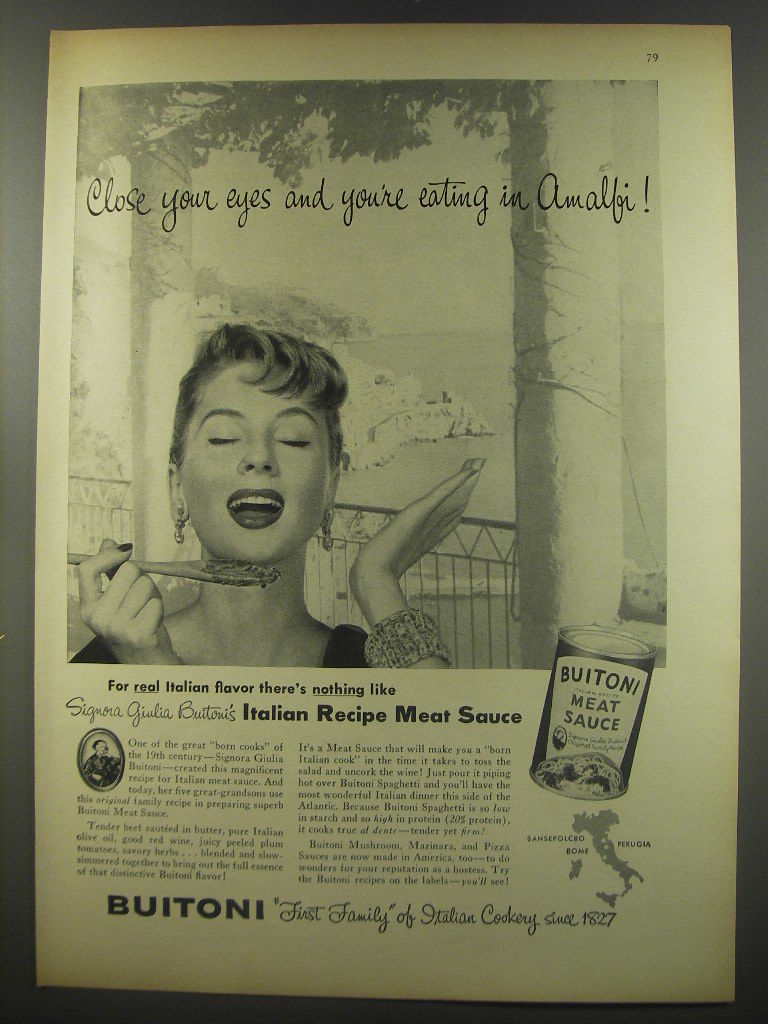 79
Close your eyes and you're eating in Amalfi!
For real Italian flavor there's nothing like
Signora Giulia Buitoni's Italian Recipe Meat Sauce
One of the great "born cooks" of
the 19th century—Signora Giulia
Buitoni—created this magnificent
recipe for Italian meat sauce. And
today, her five great-grandsons use
this original family recipe in preparing superb
Buitoni Meat Sauce.
Tender beef sautéed in butter, pure Italian
olive oil, good red wine, juicy peeled plum
tomatoes, savory herbs . . . blended and slow-
simmered together to bring out the full essence
of that distinctive Buitoni flavor!
It's a Meat Sauce that will make you a "born
Italian cook" in the time it takes to toss the
salad and uncork the wine! Just pour it piping
hot over Buitoni Spaghetti and you'll have the
most wonderful Italian dinner this side of the
Atlantic. Because Buitoni Spaghetti is so low
in starch and so high in protein (20% protein),
it cooks true al dente—tender yet firm!
Buitoni Mushroom, Marinara, and Pizza
Sauces are now made in America, too—to do
wonders for your reputation as a hostess. Try
the Buitoni recipes on the labels—you'll see!
BUITONI
ITALIAN RECIPE
MEAT
SAUCE
Signora Giulia Buitoni's
Original Family Recipe
SANSEPOLCRO
PERUGIA
ROME
BUITONI "First Family" of Italian Cookery since 1827